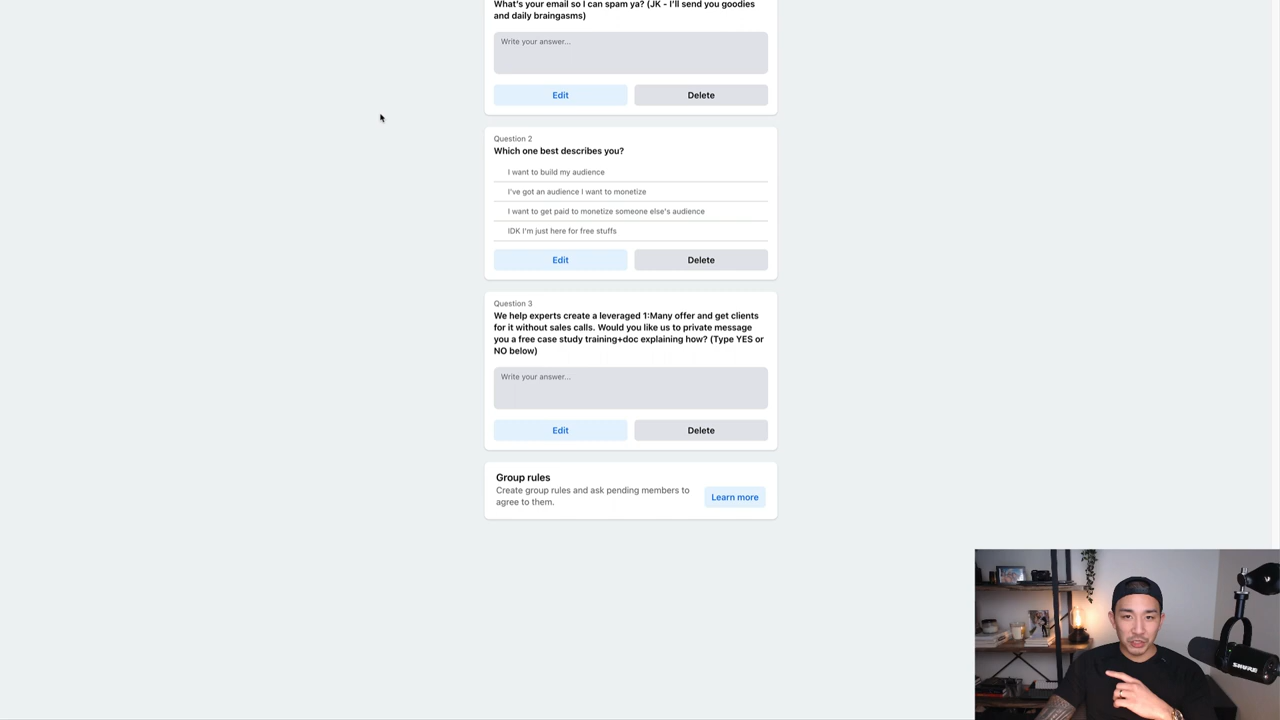 What's your email so I can spam ya? (JK - I'll send you goodies
and daily braingasms)
Write your answer...
Edit
Delete
Question 2
Which one best describes you?
I want to build my audience
I've got an audience I want to monetize
I want to get paid to monetize someone else's audience
IDK I'm just here for free stuffs
Edit
Delete
Question 3
We help experts create a leveraged 1:Many offer and get clients
for it without sales calls. Would you like us to private message
you a free case study training+doc explaining how? (Type YES or
NO below)
Write your answer...
Edit
Delete
Group rules
Create group rules and ask pending members to
agree to them.
Learn more
SHURE